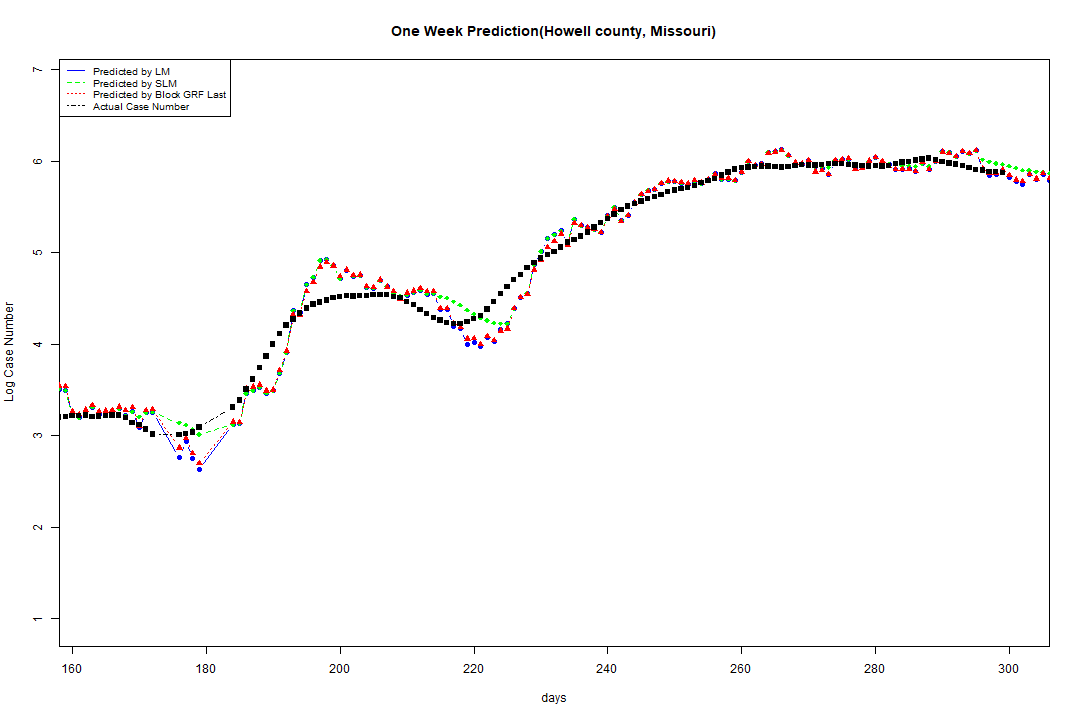 One Week Prediction(Howell county, Missouri)
Predicted by LM
Predicted by SLM
Predicted by Block GRF Last
Actual Case Number
7
6
5
4
3
2
1
Log Case Number
160 180 200 220 240 260 280 300
days